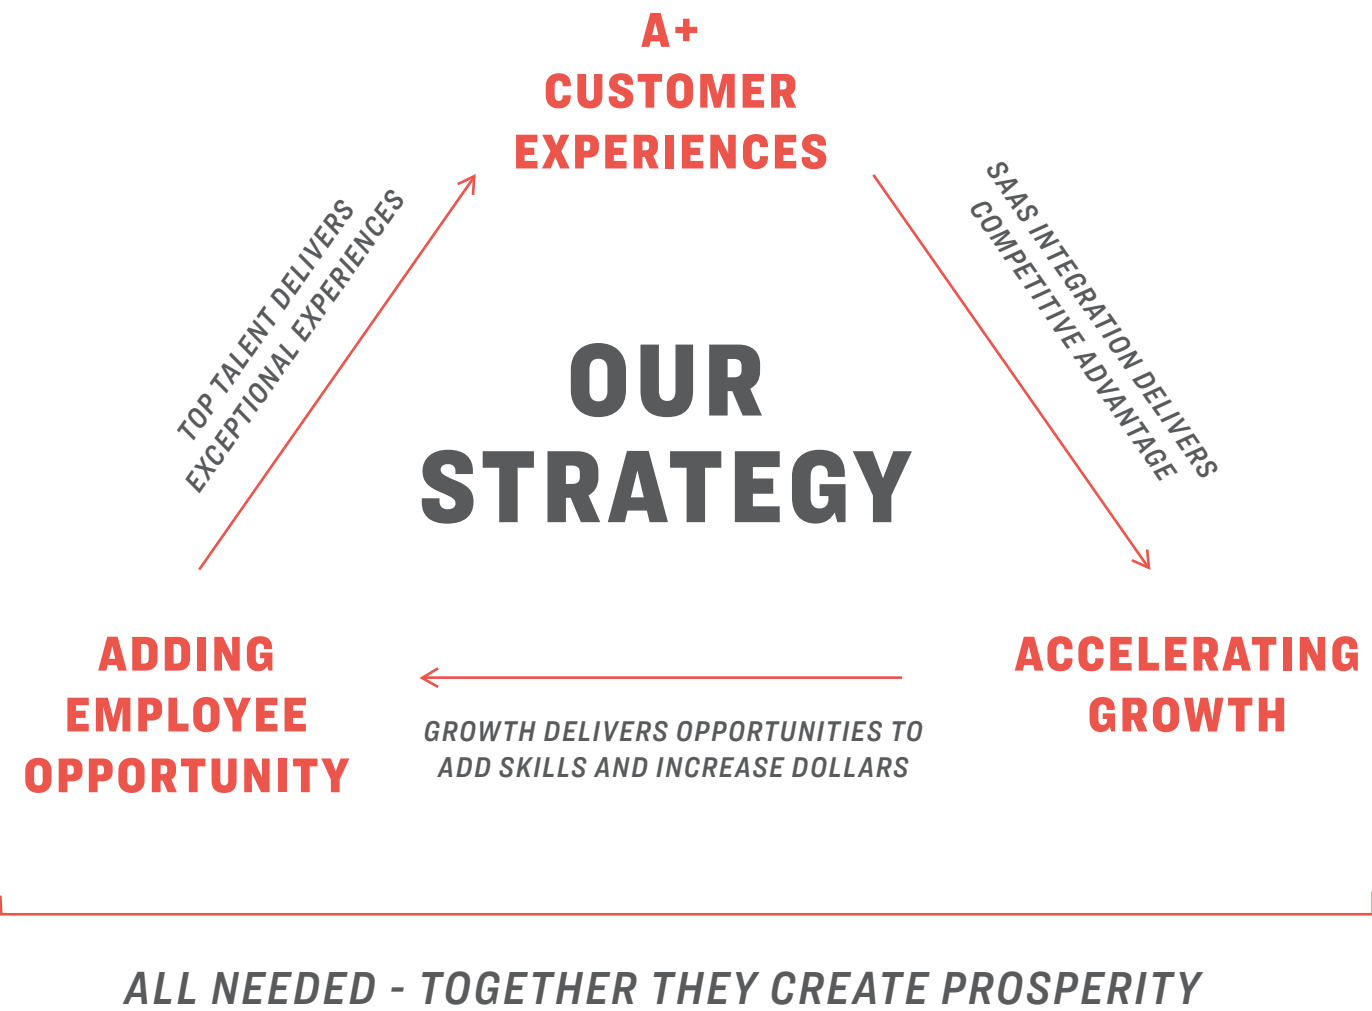 A+
CUSTOMER
EXPERIENCES
TOP TALENT DELIVERS
EXCEPTIONAL EXPERIENCES
SAAS INTEGRATION DELIVERS
COMPETITIVE ADVANTAGE
OUR
STRATEGY
ADDING
EMPLOYEE
OPPORTUNITY
ACCELERATING
GROWTH
GROWTH DELIVERS OPPORTUNITIES TO
ADD SKILLS AND INCREASE DOLLARS
ALL NEEDED - TOGETHER THEY CREATE PROSPERITY